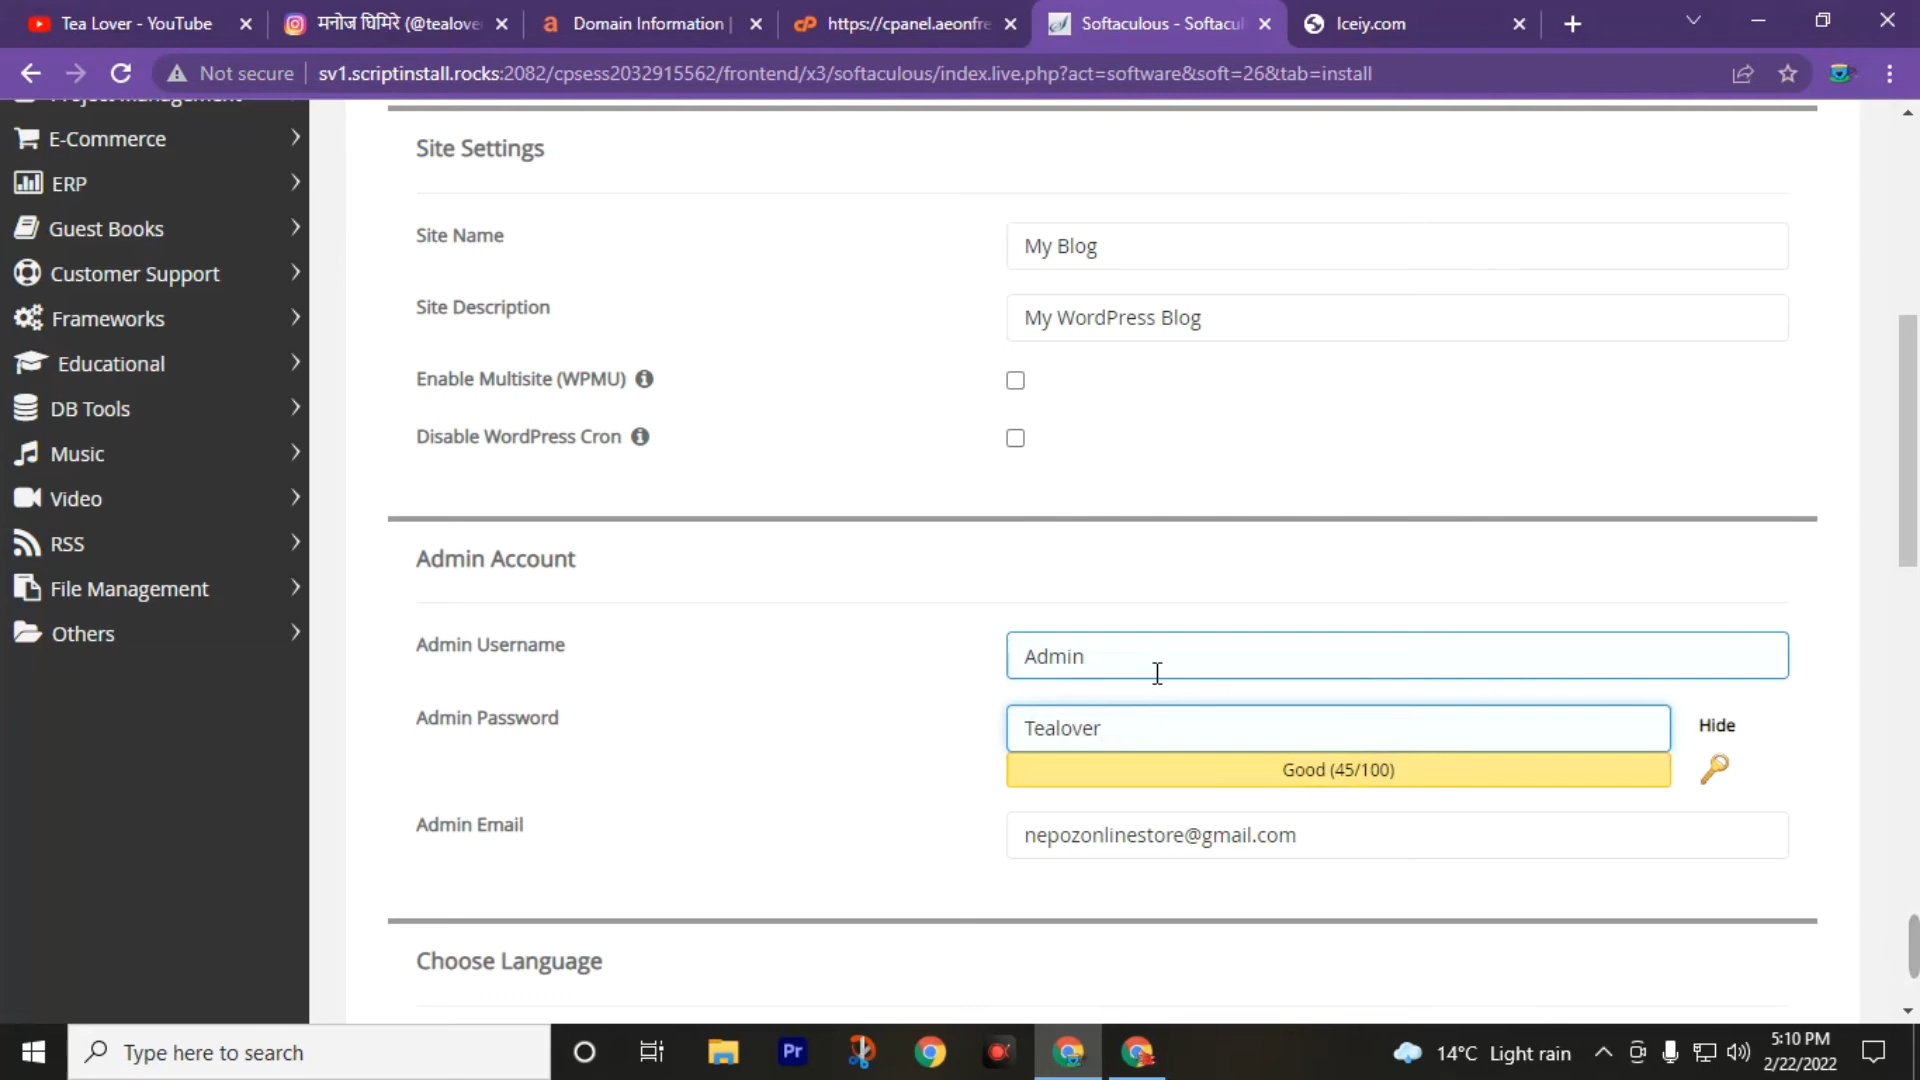 Tea Lover - YouTube
मनोज घिमिरे (@tealove
Domain Information |
https://cpanel.aeonfre
Softaculous - Softacul
Iceiy.com
Not secure
sv1.scriptinstall.rocks:2082/cpsess2032915562/frontend/x3/softaculous/index.live.php?act=software&soft=26&tab=install
Project Management
E-Commerce
ERP
Guest Books
Customer Support
Frameworks
Educational
DB Tools
Music
Video
RSS
File Management
Others
Site Settings
Site Name
My Blog
Site Description
My WordPress Blog
Enable Multisite (WPMU)
Disable WordPress Cron
Admin Account
Admin Username
Admin
Admin Password
Tealover
Hide
Good (45/100)
Admin Email
nepozonlinestore@gmail.com
Choose Language
Type here to search
Pr
14°C Light rain
5:10 PM
2/22/2022